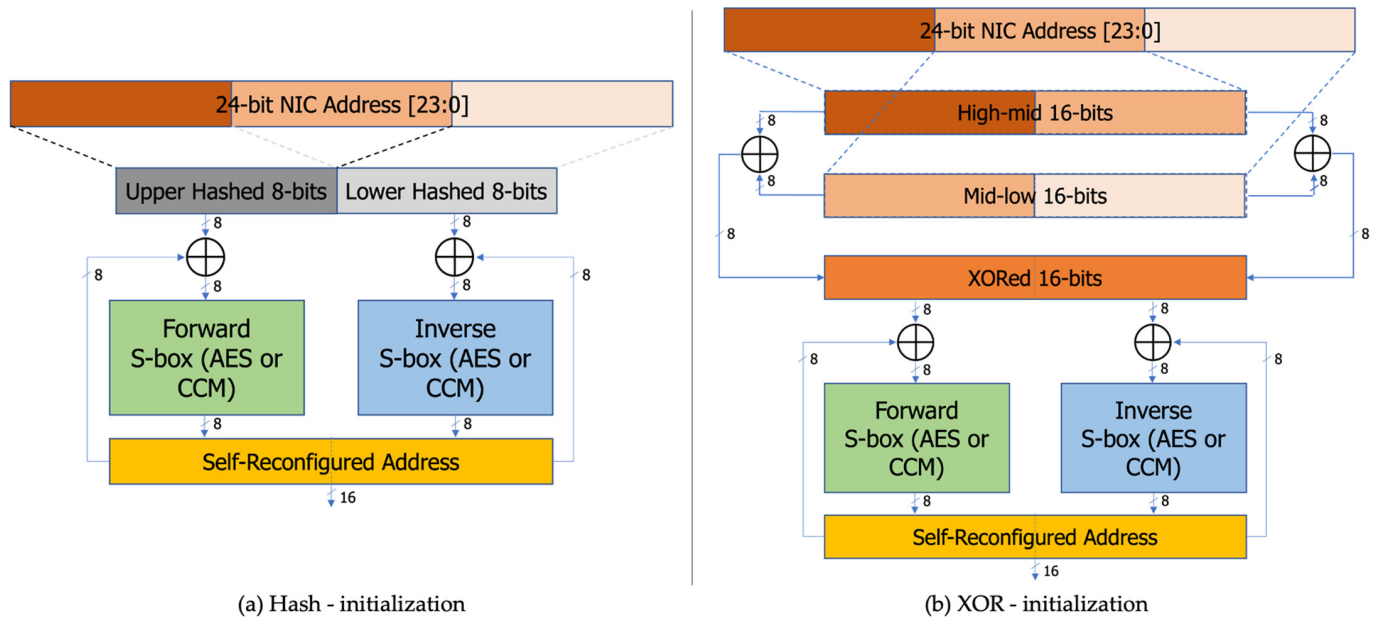 24-bit NIC Address [23:0]
Upper Hashed 8-bits
Lower Hashed 8-bits
8
8
8
8
8
8
Forward
S-box (AES or
CCM)
Inverse
S-box (AES or
CCM)
8
8
Self-Reconfigured Address
16
(a) Hash - initialization
24-bit NIC Address [23:0]
High-mid 16-bits
8
8
8
8
Mid-low 16-bits
8
8
XORed 16-bits
8
8
8
8
8
8
Forward
S-box (AES or
CCM)
Inverse
S-box (AES or
CCM)
8
8
Self-Reconfigured Address
16
(b) XOR - initialization